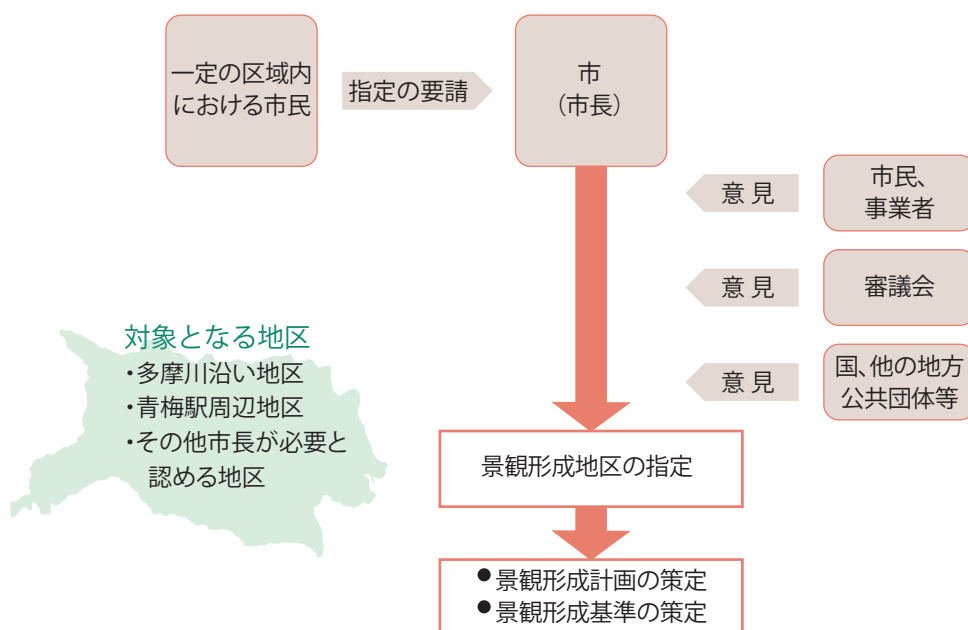 一定の区域内
における市民
指定の要請
市
（市長）
意 見
市民、
事業者
意 見
審議会
意 見
国、他の地方
公共団体等
対象となる地区
・多摩川沿い地区
・青梅駅周辺地区
・その他市長が必要と
認める地区
景観形成地区の指定
●景観形成計画の策定
●景観形成基準の策定